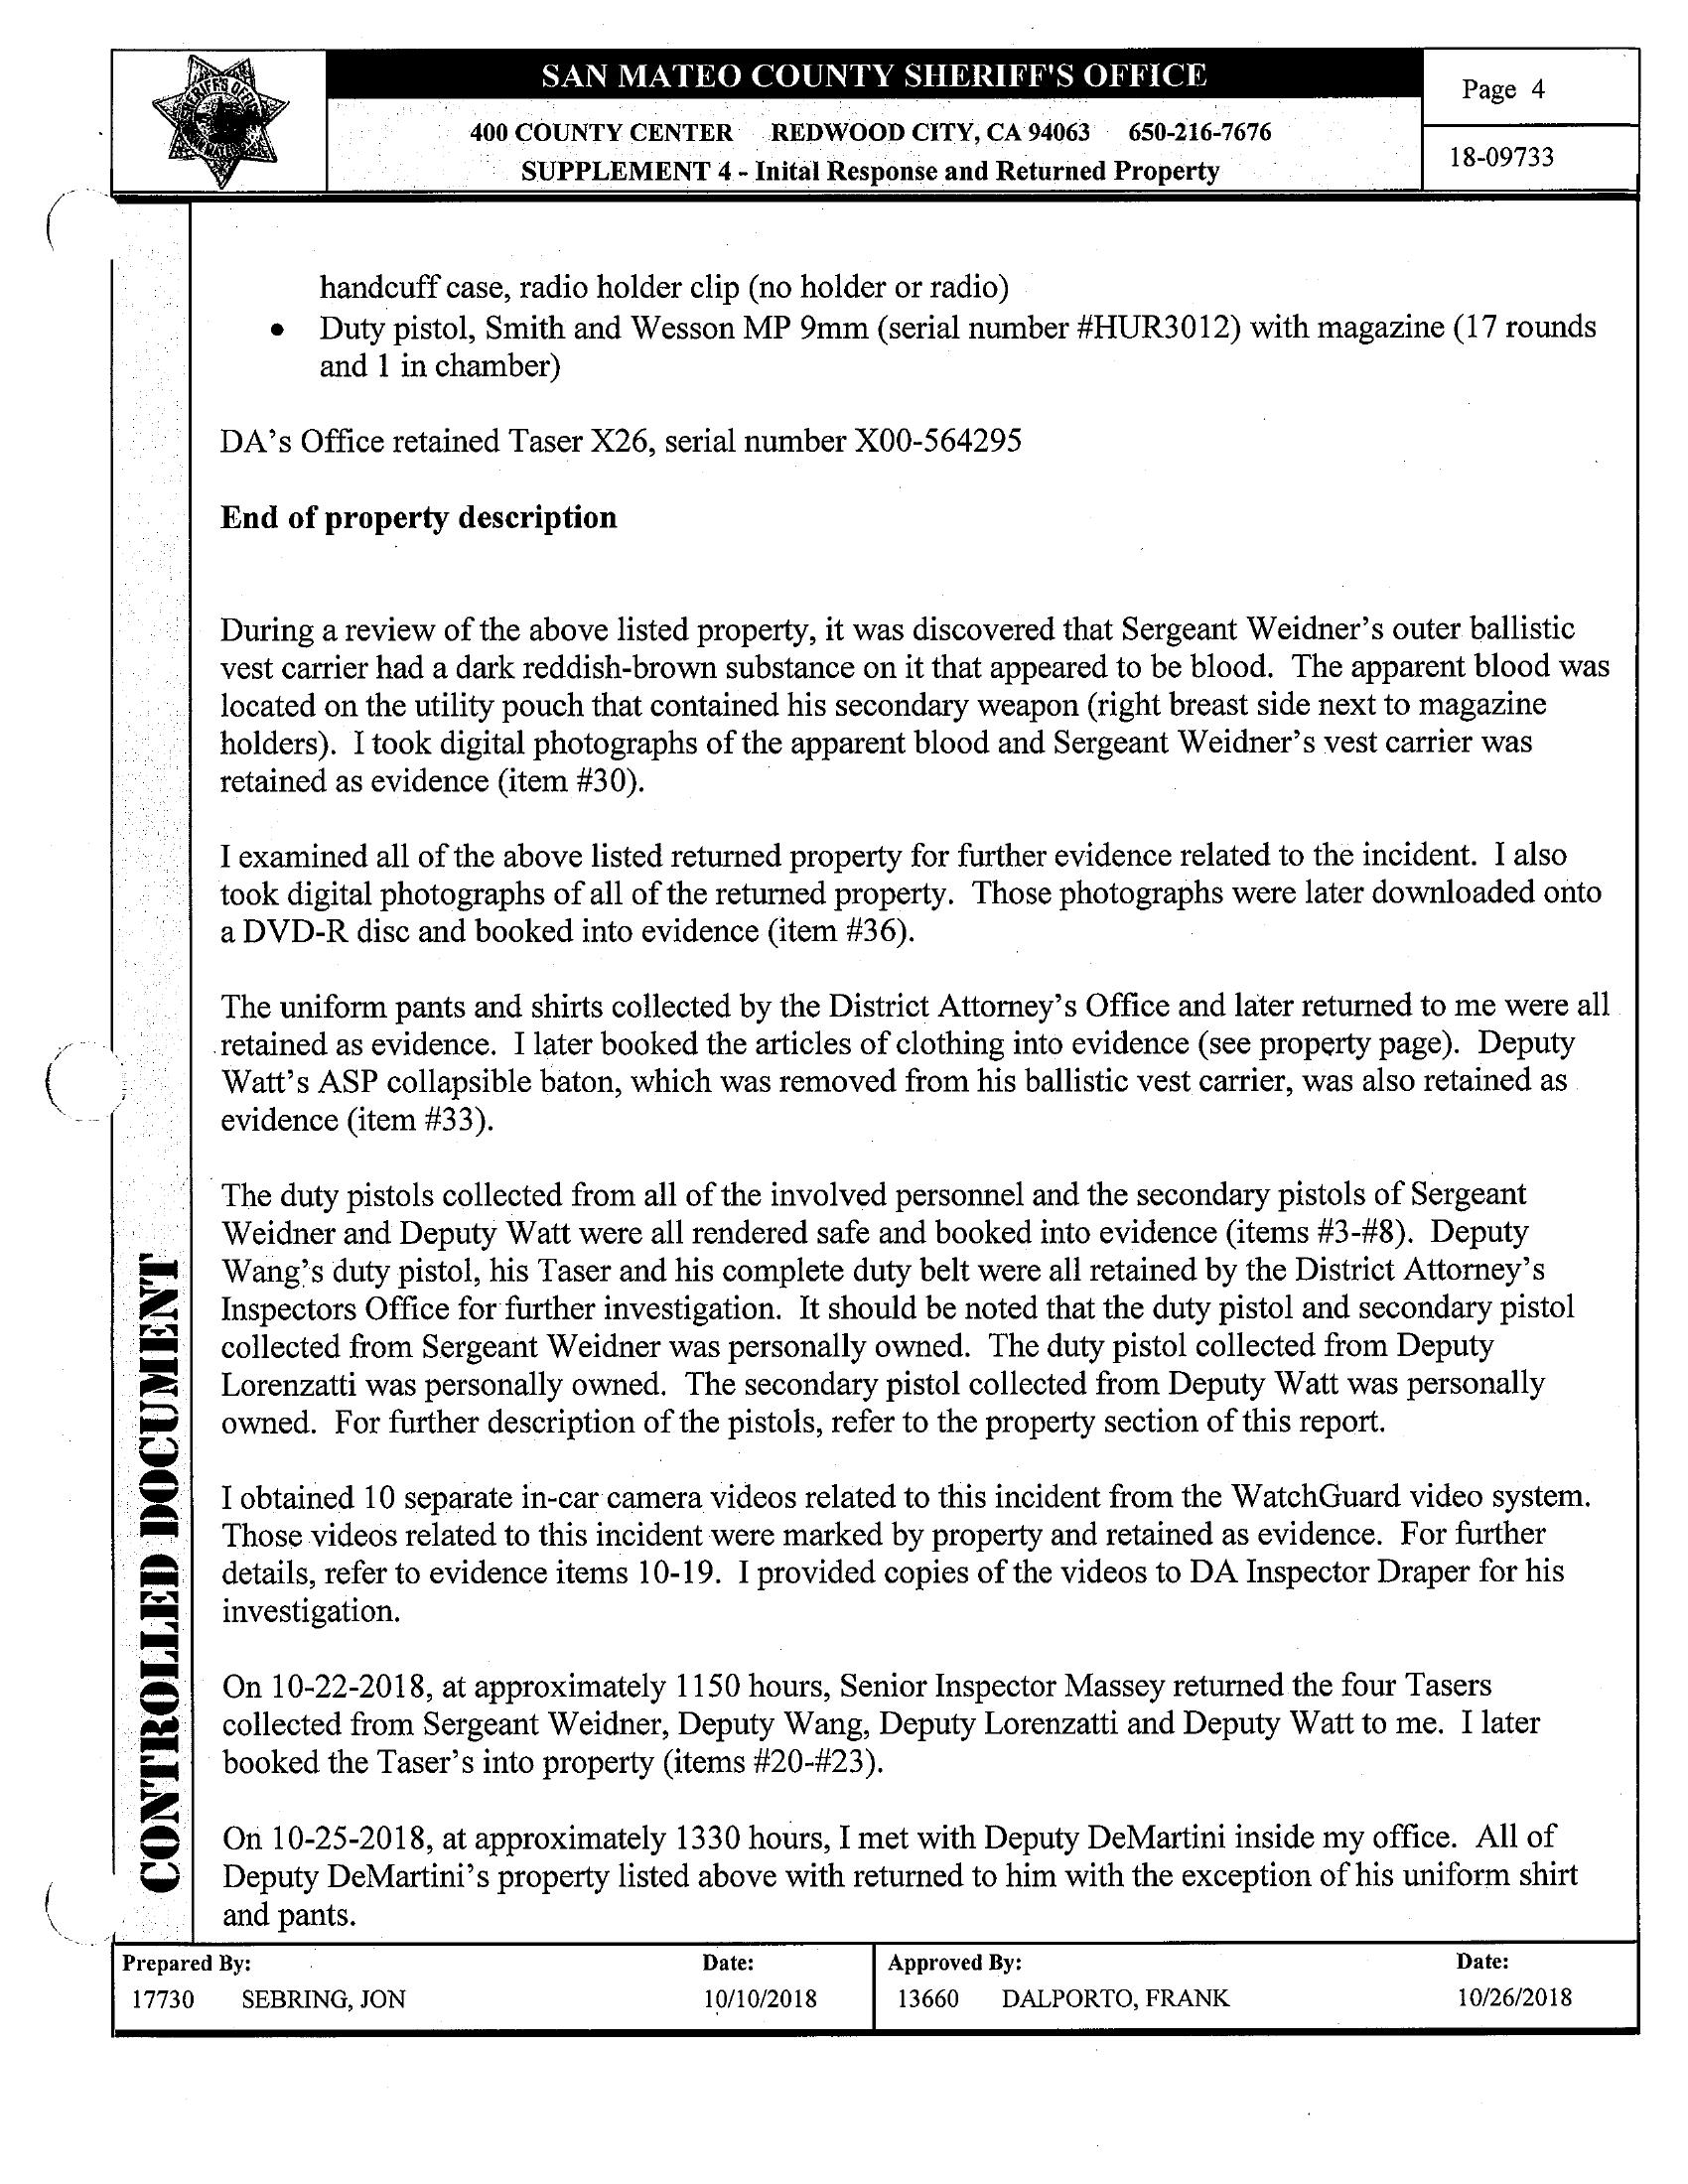 SAN MATEO COUNTY SHERIFF'S OFFICE
400 COUNTY CENTER REDWOOD CITY, CA 94063 650-216-7676
SUPPLEMENT 4 - Inital Response and Returned Property
Page 4
18-09733
handcuff case, radio holder clip (no holder or radio)
• Duty pistol, Smith and Wesson MP 9mm (serial number #HUR3012) with magazine (17 rounds
and 1 in chamber)
DA's Office retained Taser X26, serial number X00-564295
End of property description
During a review of the above listed property, it was discovered that Sergeant Weidner's outer ballistic
vest carrier had a dark reddish-brown substance on it that appeared to be blood. The apparent blood was
located on the utility pouch that contained his secondary weapon (right breast side next to magazine
holders). I took digital photographs of the apparent blood and Sergeant Weidner's vest carrier was
retained as evidence (item #30).
I examined all of the above listed returned property for further evidence related to the incident. I also
took digital photographs of all of the returned property. Those photographs were later downloaded onto
a DVD-R disc and booked into evidence (item #36).
The uniform pants and shirts collected by the District Attorney's Office and later returned to me were all
retained as evidence. I later booked the articles of clothing into evidence (see property page). Deputy
Watt's ASP collapsible baton, which was removed from his ballistic vest carrier, was also retained as
evidence (item #33).
The duty pistols collected from all of the involved personnel and the secondary pistols of Sergeant
Weidner and Deputy Watt were all rendered safe and booked into evidence (items #3-#8). Deputy
Wang's duty pistol, his Taser and his complete duty belt were all retained by the District Attorney's
Inspectors Office for further investigation. It should be noted that the duty pistol and secondary pistol
collected from Sergeant Weidner was personally owned. The duty pistol collected from Deputy
Lorenzatti was personally owned. The secondary pistol collected from Deputy Watt was personally
owned. For further description of the pistols, refer to the property section of this report.
I obtained 10 separate in-car camera videos related to this incident from the WatchGuard video system.
Those videos related to this incident were marked by property and retained as evidence. For further
details, refer to evidence items 10-19. I provided copies of the videos to DA Inspector Draper for his
investigation.
On 10-22-2018, at approximately 1150 hours, Senior Inspector Massey returned the four Tasers
collected from Sergeant Weidner, Deputy Wang, Deputy Lorenzatti and Deputy Watt to me. I later
booked the Taser's into property (items #20-#23).
On 10-25-2018, at approximately 1330 hours, I met with Deputy DeMartini inside my office. All of
Deputy DeMartini's property listed above with returned to him with the exception of his uniform shirt
and pants.
CONTROLLED DOCUMENT
Prepared By: Date: Approved By: Date:
17730 SEBRING, JON 10/10/2018 13660 DALPORTO, FRANK 10/26/2018